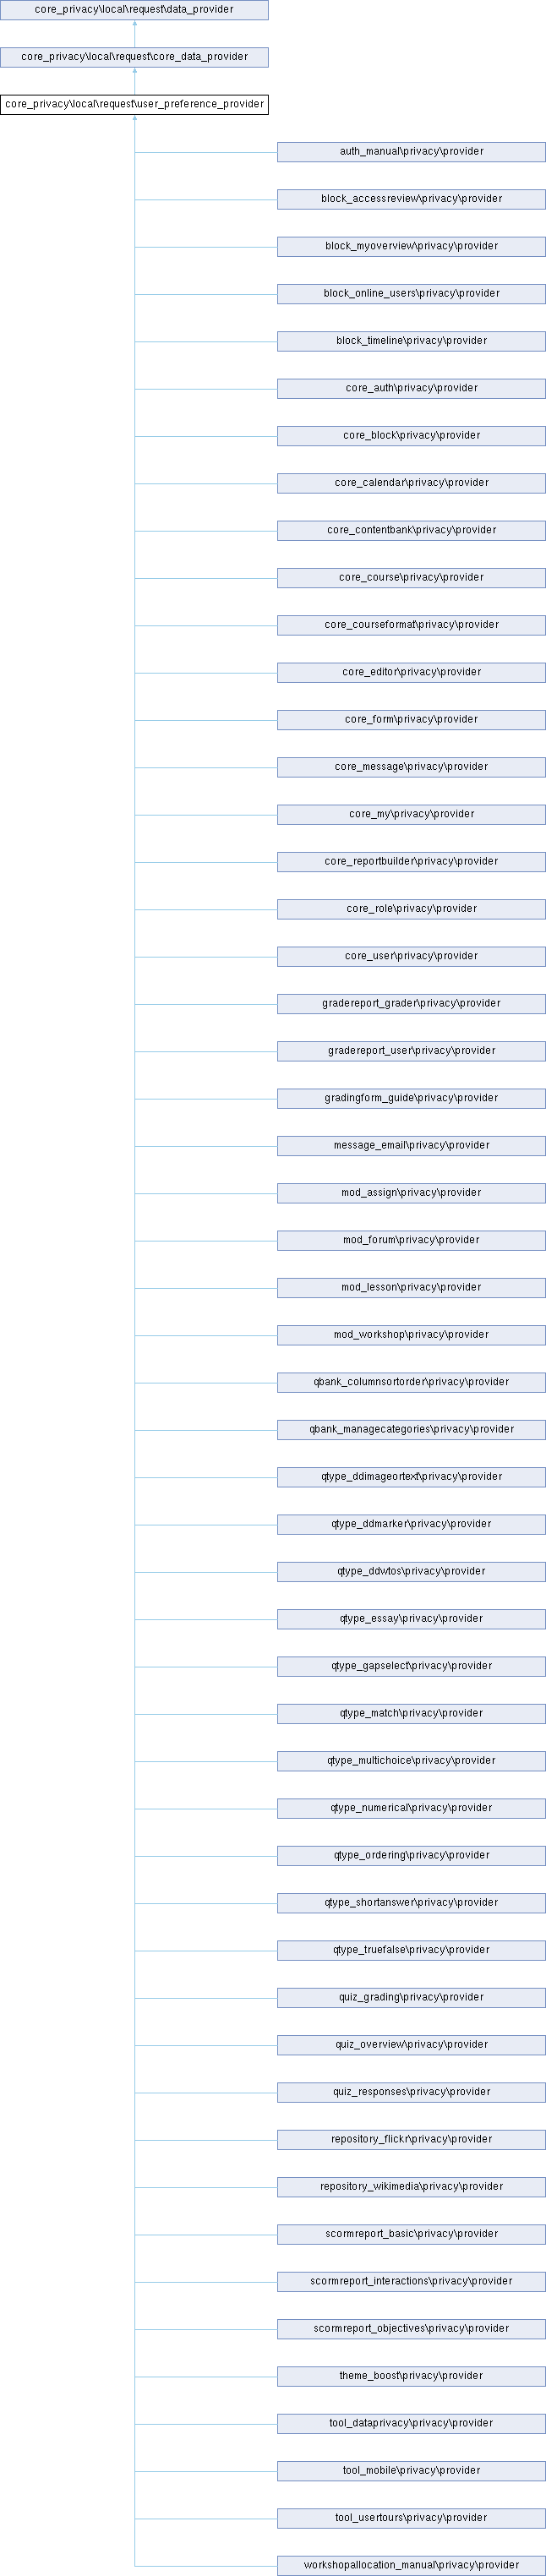 core_privacy\local\request\data_provider
core_privacy\local\request\core_data_provider
core_privacy\local\request\user_preference_provider
auth_manual\privacy\provider
block_accessreview\privacy\provider
block_myoverview\privacy\provider
block_online_users\privacy\provider
block_timeline\privacy\provider
core_auth\privacy\provider
core_block\privacy\provider
core_calendar\privacy\provider
core_contentbank\privacy\provider
core_course\privacy\provider
core_courseformat\privacy\provider
core_editor\privacy\provider
core_form\privacy\provider
core_message\privacy\provider
core_my\privacy\provider
core_reportbuilder\privacy\provider
core_role\privacy\provider
core_user\privacy\provider
gradereport_grader\privacy\provider
gradereport_user\privacy\provider
gradingform_guide\privacy\provider
message_email\privacy\provider
mod_assign\privacy\provider
mod_forum\privacy\provider
mod_lesson\privacy\provider
mod_workshop\privacy\provider
qbank_columnsortorder\privacy\provider
qbank_managecategories\privacy\provider
qtype_ddimageortext\privacy\provider
qtype_ddmarker\privacy\provider
qtype_ddwtos\privacy\provider
qtype_essay\privacy\provider
qtype_gapselect\privacy\provider
qtype_match\privacy\provider
qtype_multichoice\privacy\provider
qtype_numerical\privacy\provider
qtype_ordering\privacy\provider
qtype_shortanswer\privacy\provider
qtype_truefalse\privacy\provider
quiz_grading\privacy\provider
quiz_overview\privacy\provider
quiz_responses\privacy\provider
repository_flickr\privacy\provider
repository_wikimedia\privacy\provider
scormreport_basic\privacy\provider
scormreport_interactions\privacy\provider
scormreport_objectives\privacy\provider
theme_boost\privacy\provider
tool_dataprivacy\privacy\provider
tool_mobile\privacy\provider
tool_usertours\privacy\provider
workshopallocation_manual\privacy\provider